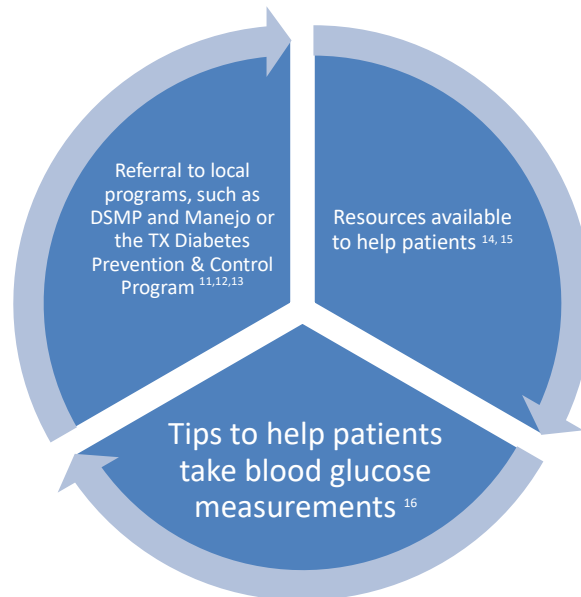 Referral to local
programs, such as
DSMP and Manejo or
the TX Diabetes
Prevention & Control
Program 11,12,13
Resources available
to help patients 14, 15
Tips to help patients
take blood glucose
measurements 16